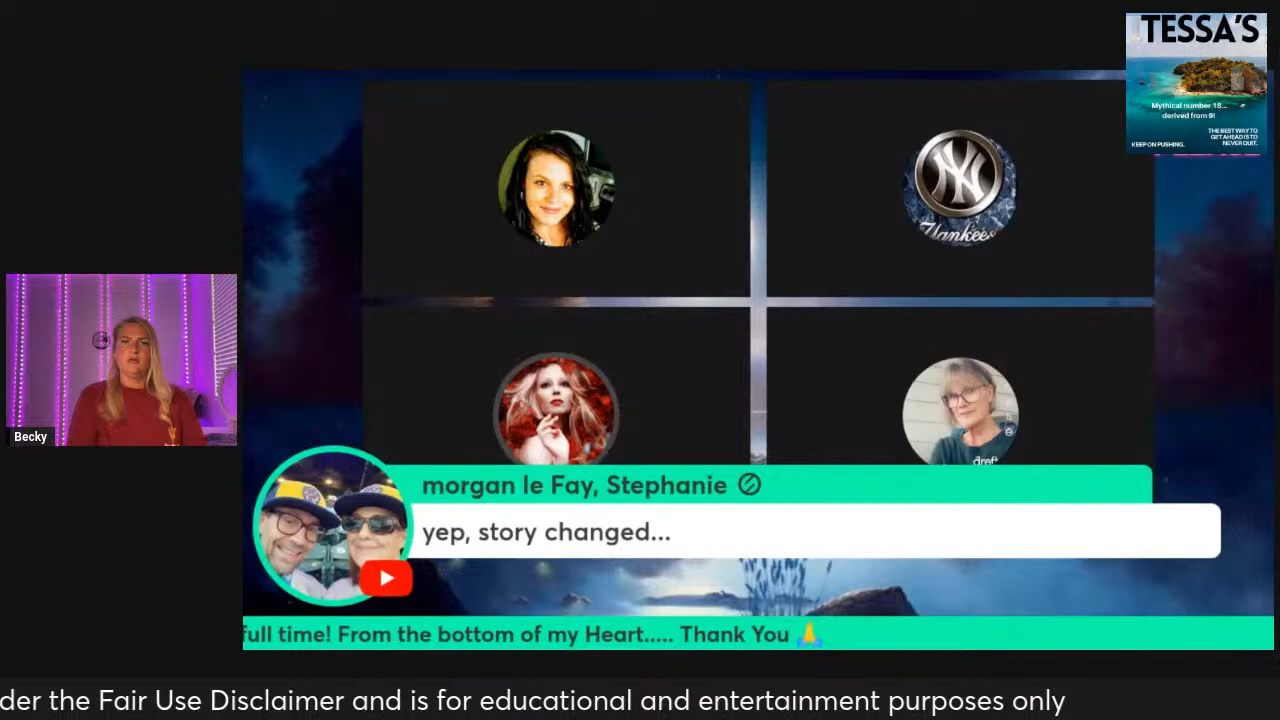 TESSA'S
Mythical number 18...
derived from 9!
THE BEST WAY TO
GET AHEAD IS TO
NEVER QUIT.
KEEP ON PUSHING.
Yankees
Becky
dreft
morgan le Fay, Stephanie
yep, story changed...
full time! From the bottom of my Heart..... Thank You 🙏
der the Fair Use Disclaimer and is for educational and entertainment purposes only